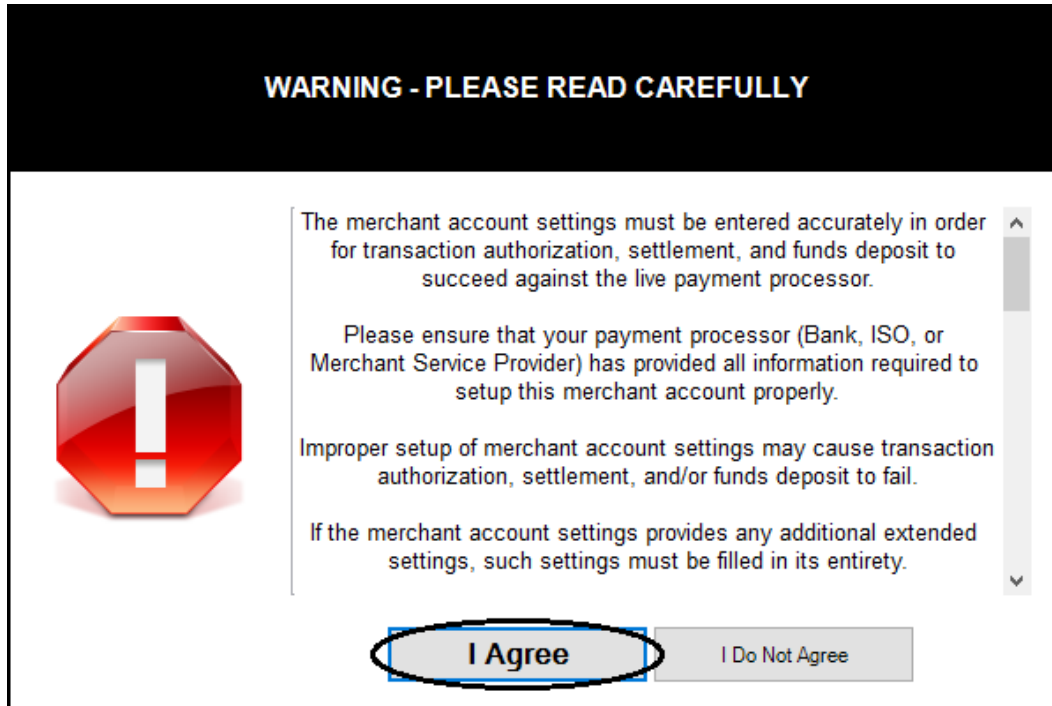 WARNING - PLEASE READ CAREFULLY
The merchant account settings must be entered accurately in order
for transaction authorization, settlement, and funds deposit to
succeed against the live payment processor.
Please ensure that your payment processor (Bank, ISO, or
Merchant Service Provider) has provided all information required to
setup this merchant account properly.
Improper setup of merchant account settings may cause transaction
authorization, settlement, and/or funds deposit to fail.
If the merchant account settings provides any additional extended
settings, such settings must be filled in its entirety.
I Agree
I Do Not Agree